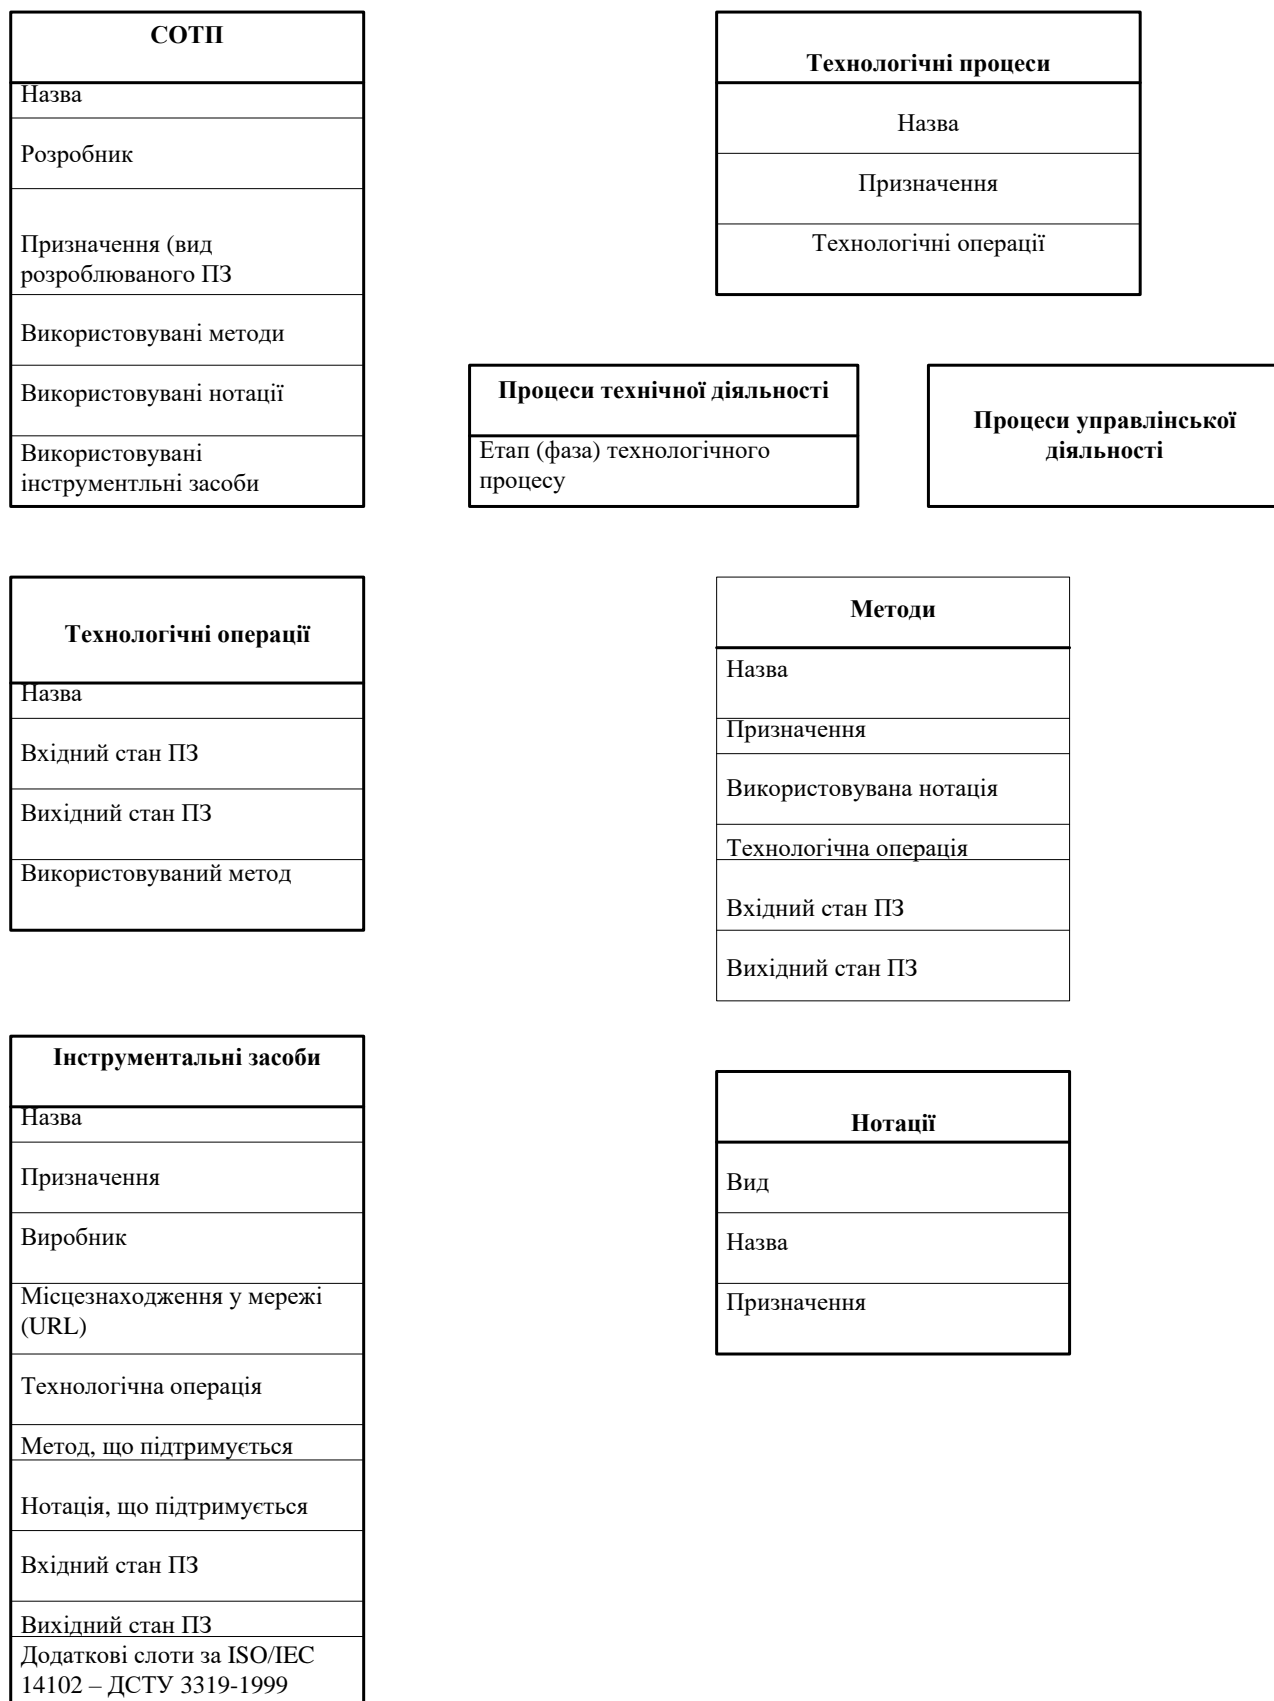 СОТП
Назва
Розробник
Призначення (вид
розроблюваного ПЗ
Використовувані методи
Використовувані нотації
Використовувані
інструментльні засоби
Технологічні процеси
Назва
Призначення
Технологічні операції
Процеси технічної діяльності
Етап (фаза) технологічного
процесу
Процеси управлінської
діяльності
Технологічні операції
Назва
Вхідний стан ПЗ
Вихідний стан ПЗ
Використовуваний метод
Методи
Назва
Призначення
Використовувана нотація
Технологічна операція
Вхідний стан ПЗ
Вихідний стан ПЗ
Інструментальні засоби
Назва
Призначення
Виробник
Місцезнаходження у мережі
(URL)
Технологічна операція
Метод, що підтримується
Нотація, що підтримується
Вхідний стан ПЗ
Вихідний стан ПЗ
Додаткові слоти за ISO/IEC
14102 – ДСТУ 3319-1999
Нотації
Вид
Назва
Призначення